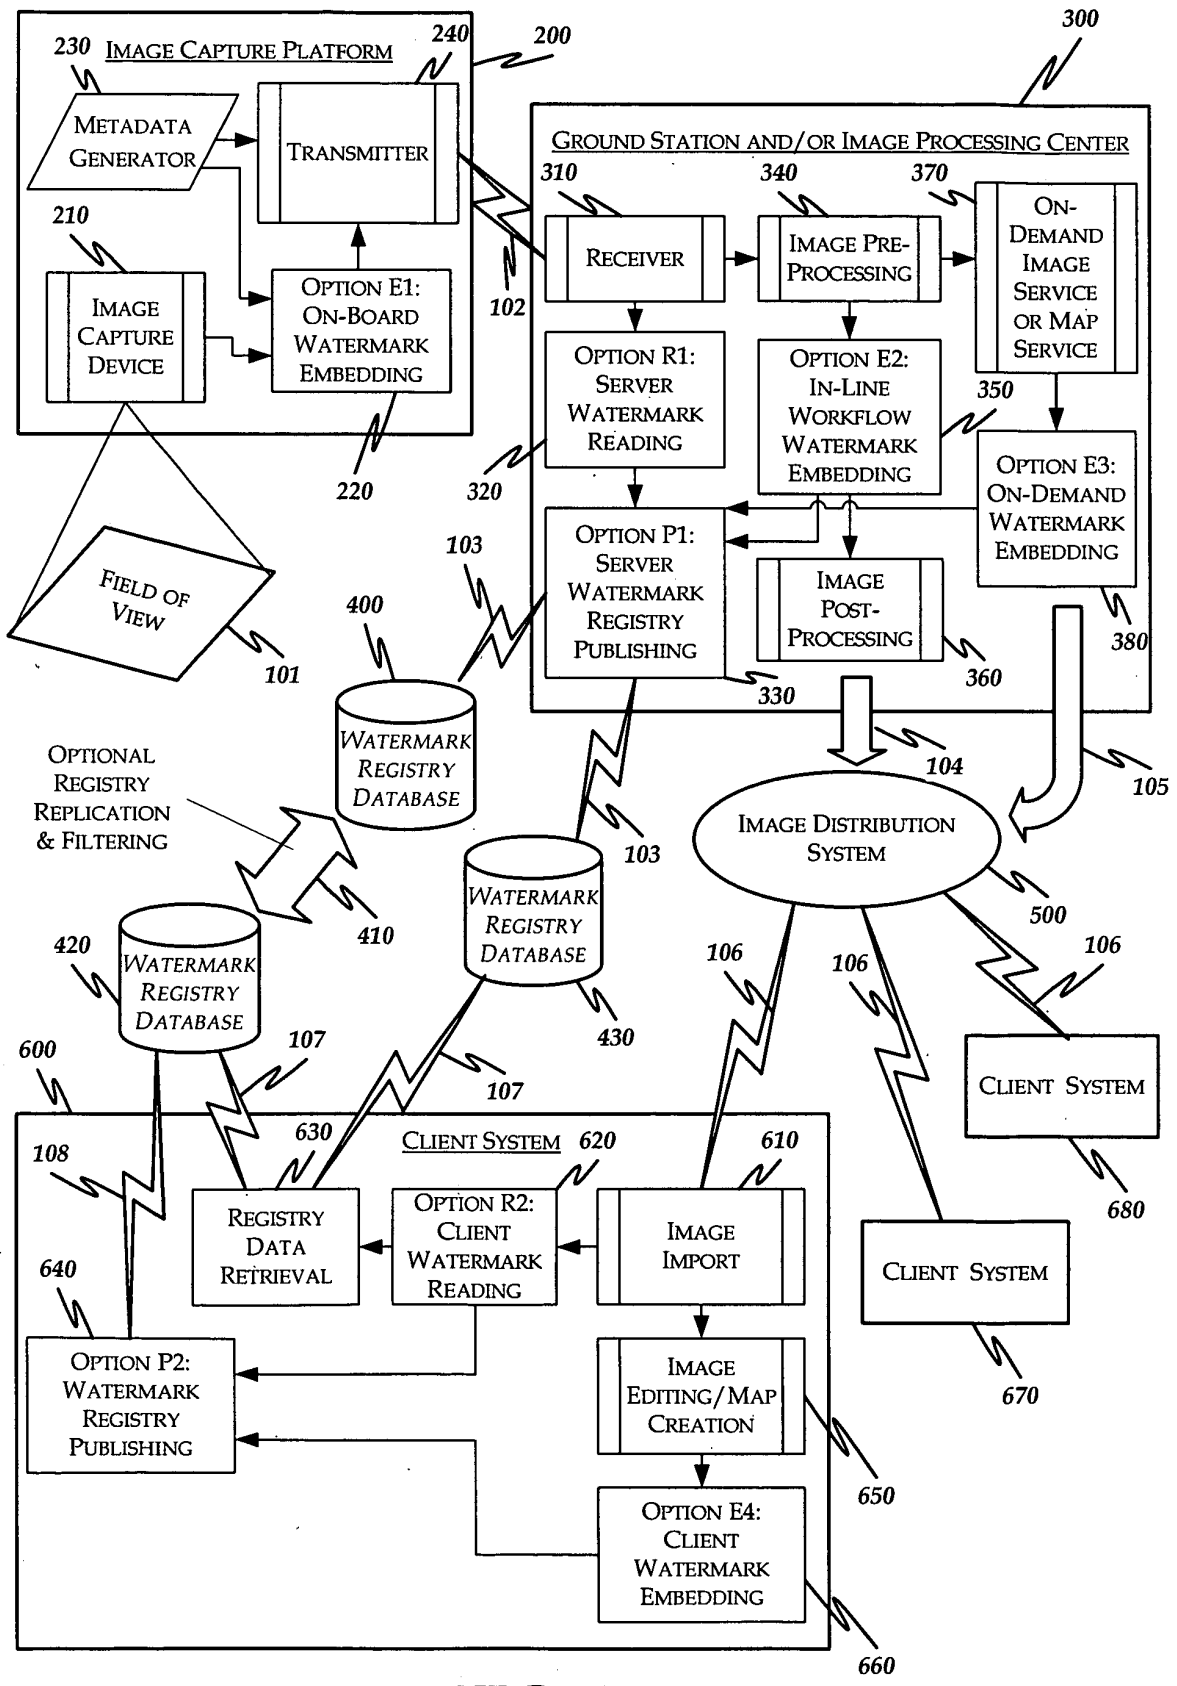 IMAGE CAPTURE PLATFORM
240
200
230
METADATA
GENERATOR
TRANSMITTER
210
IMAGE
CAPTURE
DEVICE
OPTION E1:
ON-BOARD
WATERMARK
EMBEDDING
220
102
FIELD OF
VIEW
101
300
GROUND STATION AND/OR IMAGE PROCESSING CENTER
310
340
370
RECEIVER
IMAGE PRE-
PROCESSING
ON-
DEMAND
IMAGE
SERVICE
OR MAP
SERVICE
OPTION R1:
SERVER
WATERMARK
READING
320
OPTION E2:
IN-LINE
WORKFLOW
WATERMARK
EMBEDDING
350
OPTION E3:
ON-DEMAND
WATERMARK
EMBEDDING
380
OPTION P1:
SERVER
WATERMARK
REGISTRY
PUBLISHING
330
IMAGE
POST-
PROCESSING
360
103
400
WATERMARK
REGISTRY
DATABASE
OPTIONAL
REGISTRY
REPLICATION
& FILTERING
410
103
104
105
IMAGE DISTRIBUTION
SYSTEM
500
WATERMARK
REGISTRY
DATABASE
430
420
WATERMARK
REGISTRY
DATABASE
107
107
106
106
106
CLIENT SYSTEM
680
CLIENT SYSTEM
670
600
CLIENT SYSTEM
108
630
620
610
REGISTRY
DATA
RETRIEVAL
OPTION R2:
CLIENT
WATERMARK
READING
IMAGE
IMPORT
640
OPTION P2:
WATERMARK
REGISTRY
PUBLISHING
IMAGE
EDITING/MAP
CREATION
650
OPTION E4:
CLIENT
WATERMARK
EMBEDDING
660